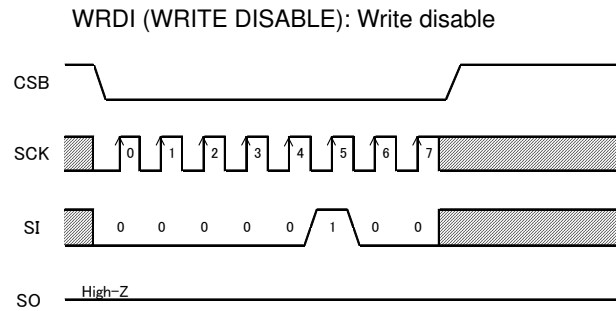 WRDI (WRITE DISABLE): Write disable
CSB
SCK 0 1 2 3 4 5 6 7
SI 0 0 0 0 0 1 0 0
SO High-Z